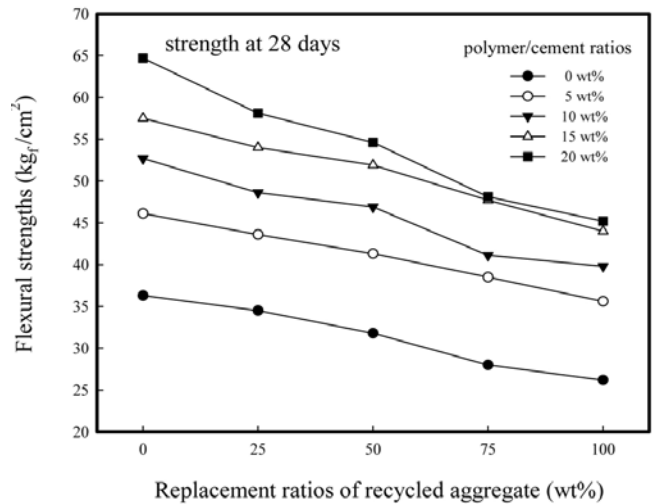 strength at 28 days
polymer/cement ratios
0 wt%
5 wt%
10 wt%
15 wt%
20 wt%
Flexural strengths (kgf/cm²)
70
65
60
55
50
45
40
35
30
25
20
0 25 50 75 100
Replacement ratios of recycled aggregate (wt%)